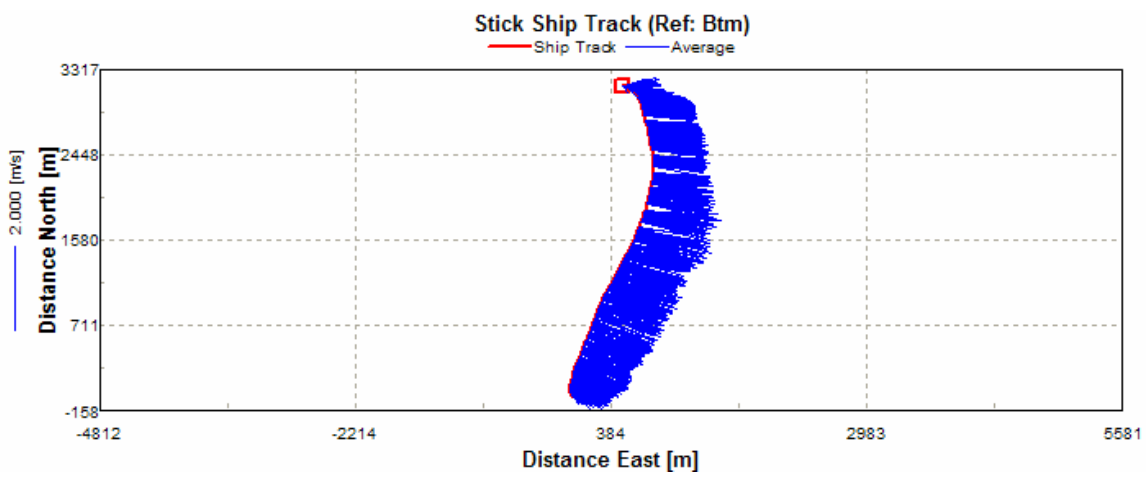 Stick Ship Track (Ref: Btm)
Ship Track Average
3317
2448
1580
711
-158
2.000 [m/s]
Distance North [m]
-4812 -2214 384 2983 5581
Distance East [m]